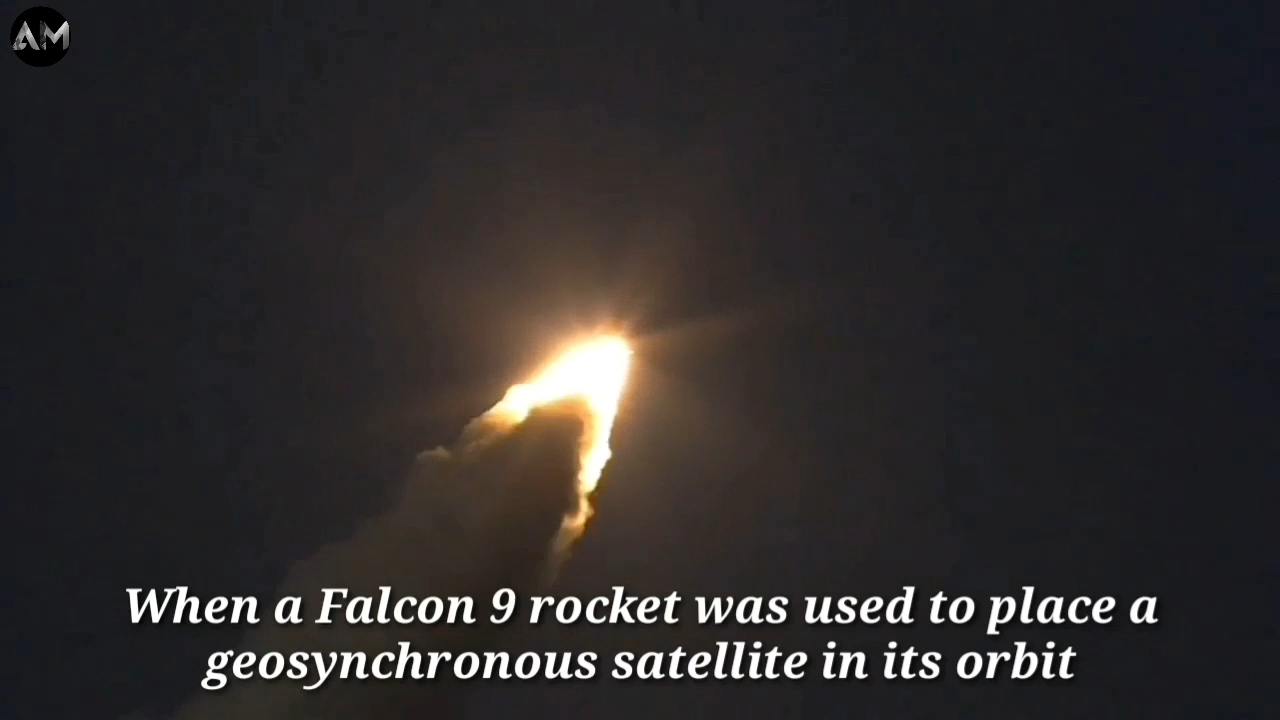 AM
When a Falcon 9 rocket was used to place a
geosynchronous satellite in its orbit